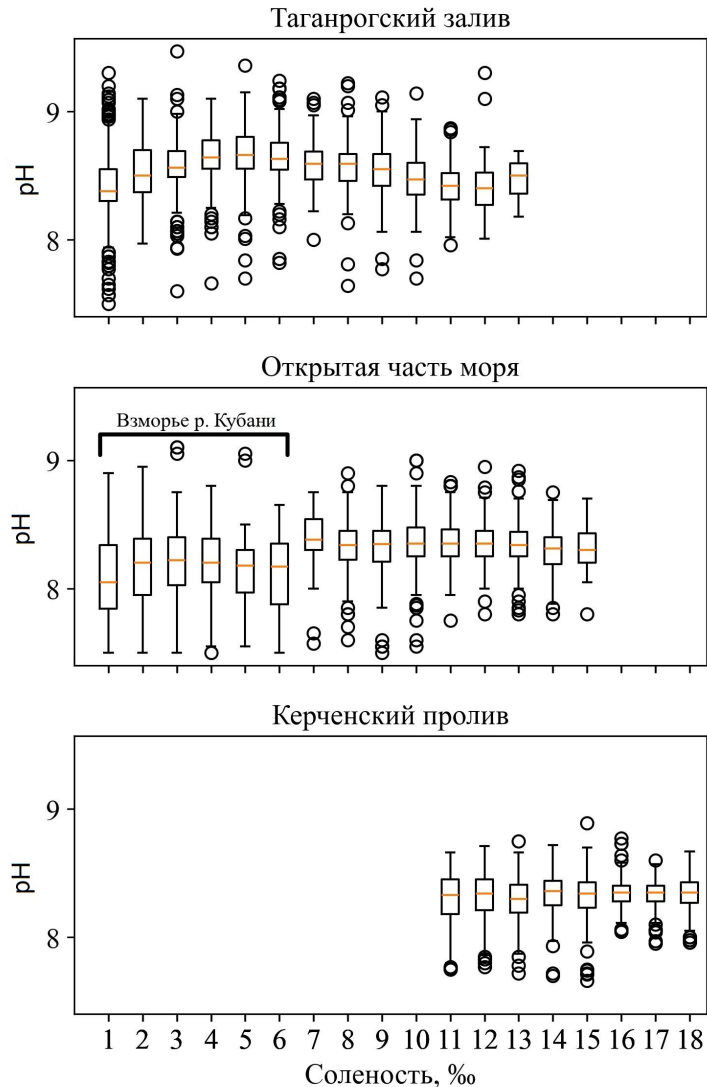 Таганрогский залив
9
8
pH
Открытая часть моря
Взморье р. Кубани
9
8
pH
Керченский пролив
9
8
pH
1 2 3 4 5 6 7 8 9 10 11 12 13 14 15 16 17 18
Соленость, ‰